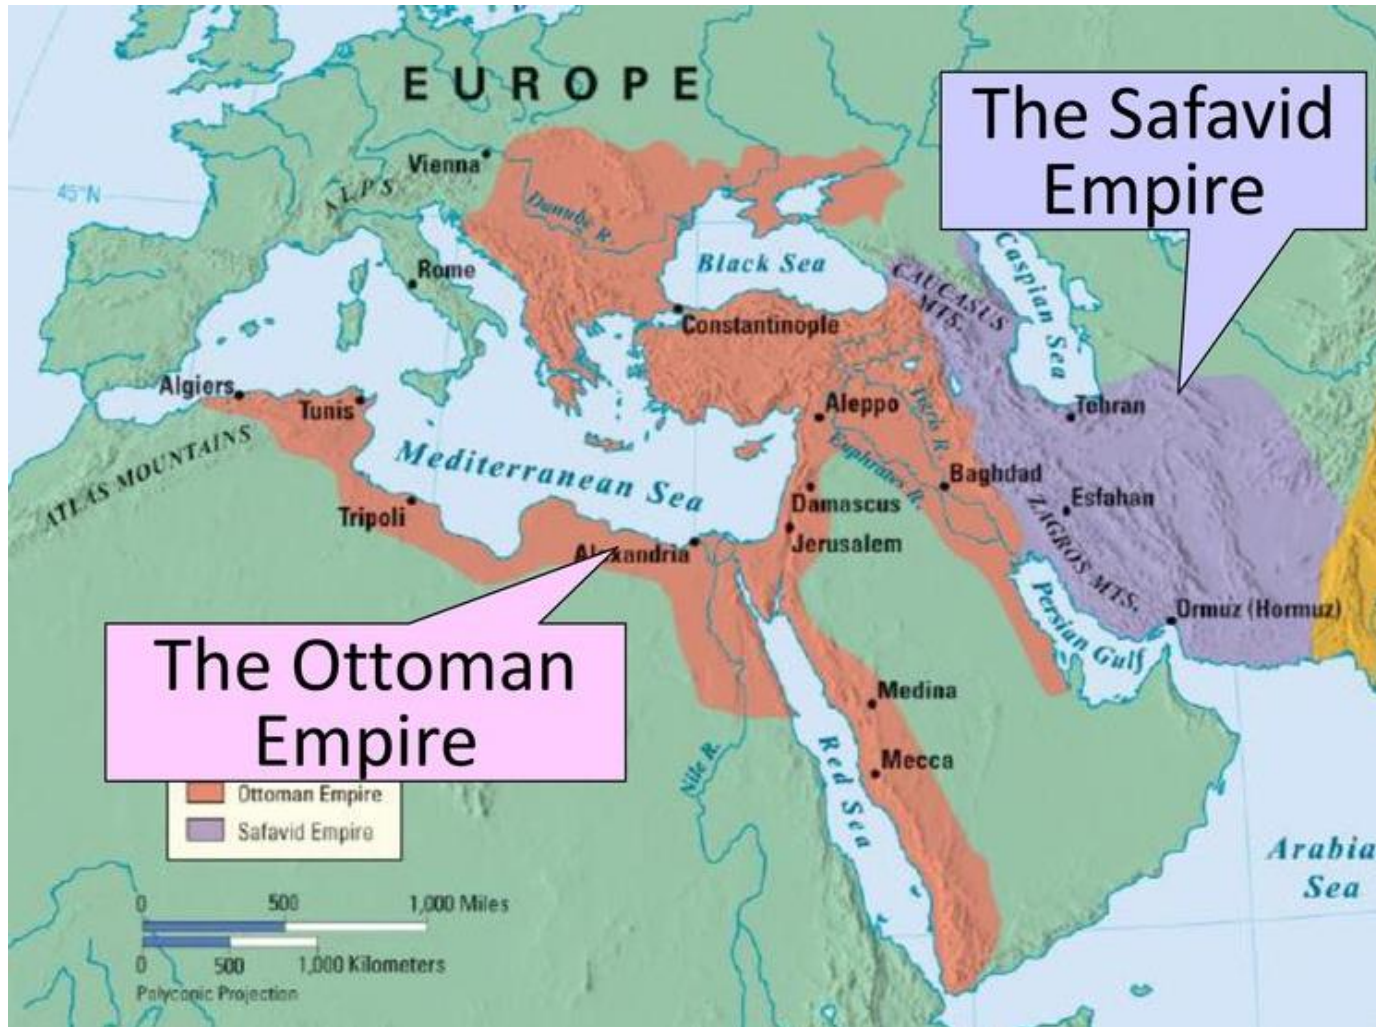 EUROPE
The Safavid
Empire
Vienna
ALPS
45°N
Danube R.
Black Sea
CAUCASUS
MTS.
Caspian Sea
Rome
Constantinople
Algiers
Tunis
Aleppo
Tigris R.
Tehran
ATLAS MOUNTAINS
Mediterranean Sea
Euphrates R.
Baghdad
Esfahan
Tripoli
Damascus
ZAGROS MTS.
Alexandria
Jerusalem
Persian Gulf
Ormuz (Hormuz)
The Ottoman
Empire
Medina
Mecca
Nile R.
Red Sea
Ottoman Empire
Safavid Empire
Arabia
Sea
0 500 1,000 Miles
0 500 1,000 Kilometers
Polyconic Projection